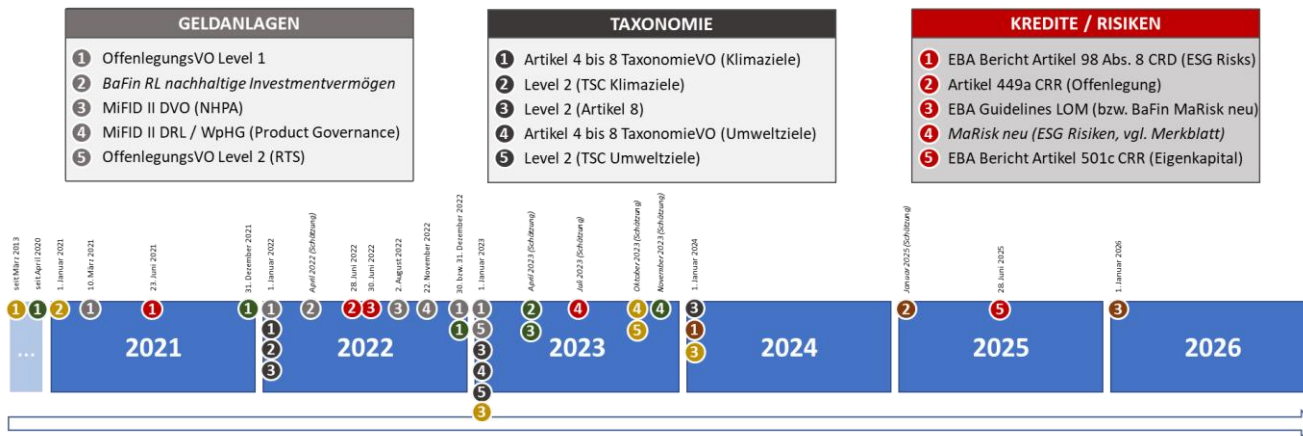 GELDANLAGEN
1 OffenlegungsVO Level 1
2 BaFin RL nachhaltige Investmentvermögen
3 MiFID II DVO (NHPA)
4 MiFID II DRL / WpHG (Product Governance)
5 OffenlegungsVO Level 2 (RTS)
TAXONOMIE
1 Artikel 4 bis 8 TaxonomieVO (Klimaziele)
2 Level 2 (TSC Klimaziele)
3 Level 2 (Artikel 8)
4 Artikel 4 bis 8 TaxonomieVO (Umweltziele)
5 Level 2 (TSC Umweltziele)
KREDITE / RISIKEN
1 EBA Bericht Artikel 98 Abs. 8 CRD (ESG Risks)
2 Artikel 449a CRR (Offenlegung)
3 EBA Guidelines LOM (bzw. BaFin MaRisk neu)
4 MaRisk neu (ESG Risiken, vgl. Merkblatt)
5 EBA Bericht Artikel 501c CRR (Eigenkapital)
seit März 2013
seit April 2020
1. Januar 2021
10. März 2021
23. Juni 2021
31. Dezember 2021
1. Januar 2022
April 2022 (Schätzung)
28. Juni 2022
30. Juni 2022
2. August 2022
22. November 2022
30. bzw. 31. Dezember 2022
1. Januar 2023
April 2023 (Schätzung)
Juli 2023 (Schätzung)
Oktober 2023 (Schätzung)
November 2023 (Schätzung)
1. Januar 2024
Januar 2025 (Schätzung)
28. Juni 2025
1. Januar 2026
1 1 2 1 1 1 1 2 2 3 3 4 1 1 2 4 4 4 3 2 5 3
1 1 5 3 5 1
2 3 3
3 4
5
3
... 2021 2022 2023 2024 2025 2026